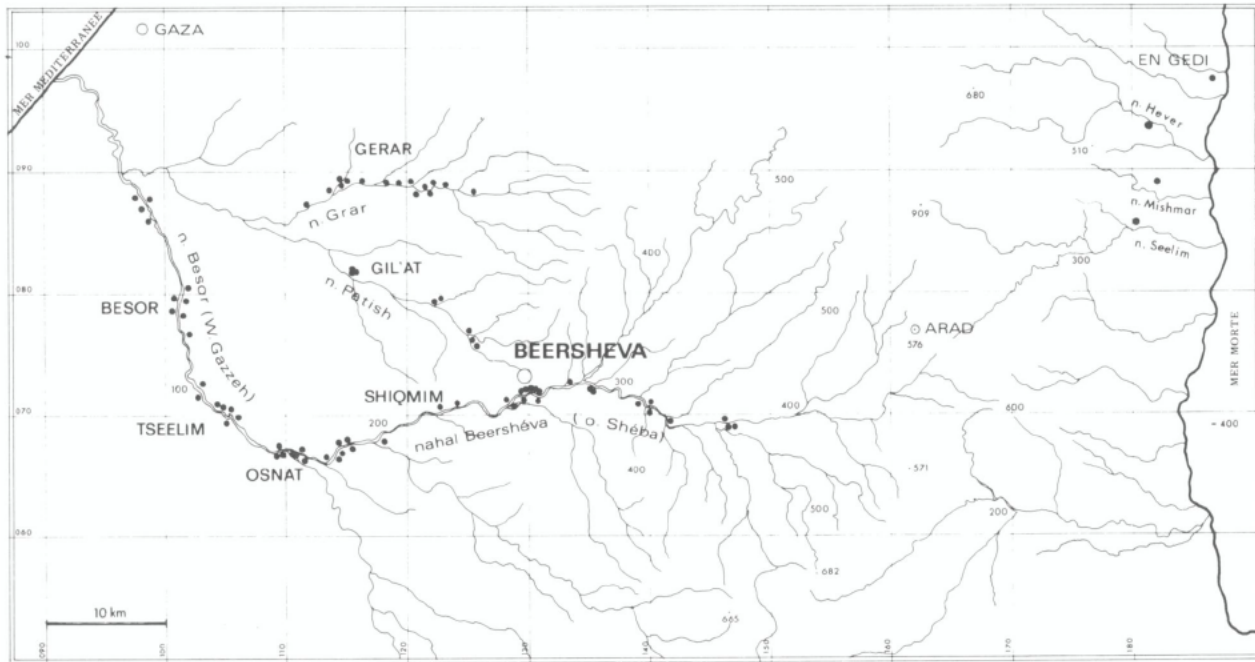 GAZA
MER MEDITERRANEE
EN GEDI
100
680
n. Hever
510
GERAR
090
500
n. Mishmar
909
n. Grar
n. Seelim
400
300
GIL'AT
n. Besor (W. Gazzeh)
n. Patish
080
BESOR
500
ARAD
576
MER MORTE
BEERSHEVA
100
300
SHIQMIM
400
600
070
TSEELIM
200
nahal Beershéva
( o. Shéba)
- 400
OSNAT
400
571
500
200
060
682
665
10 km
090
100
110
120
130
140
150
160
170
180